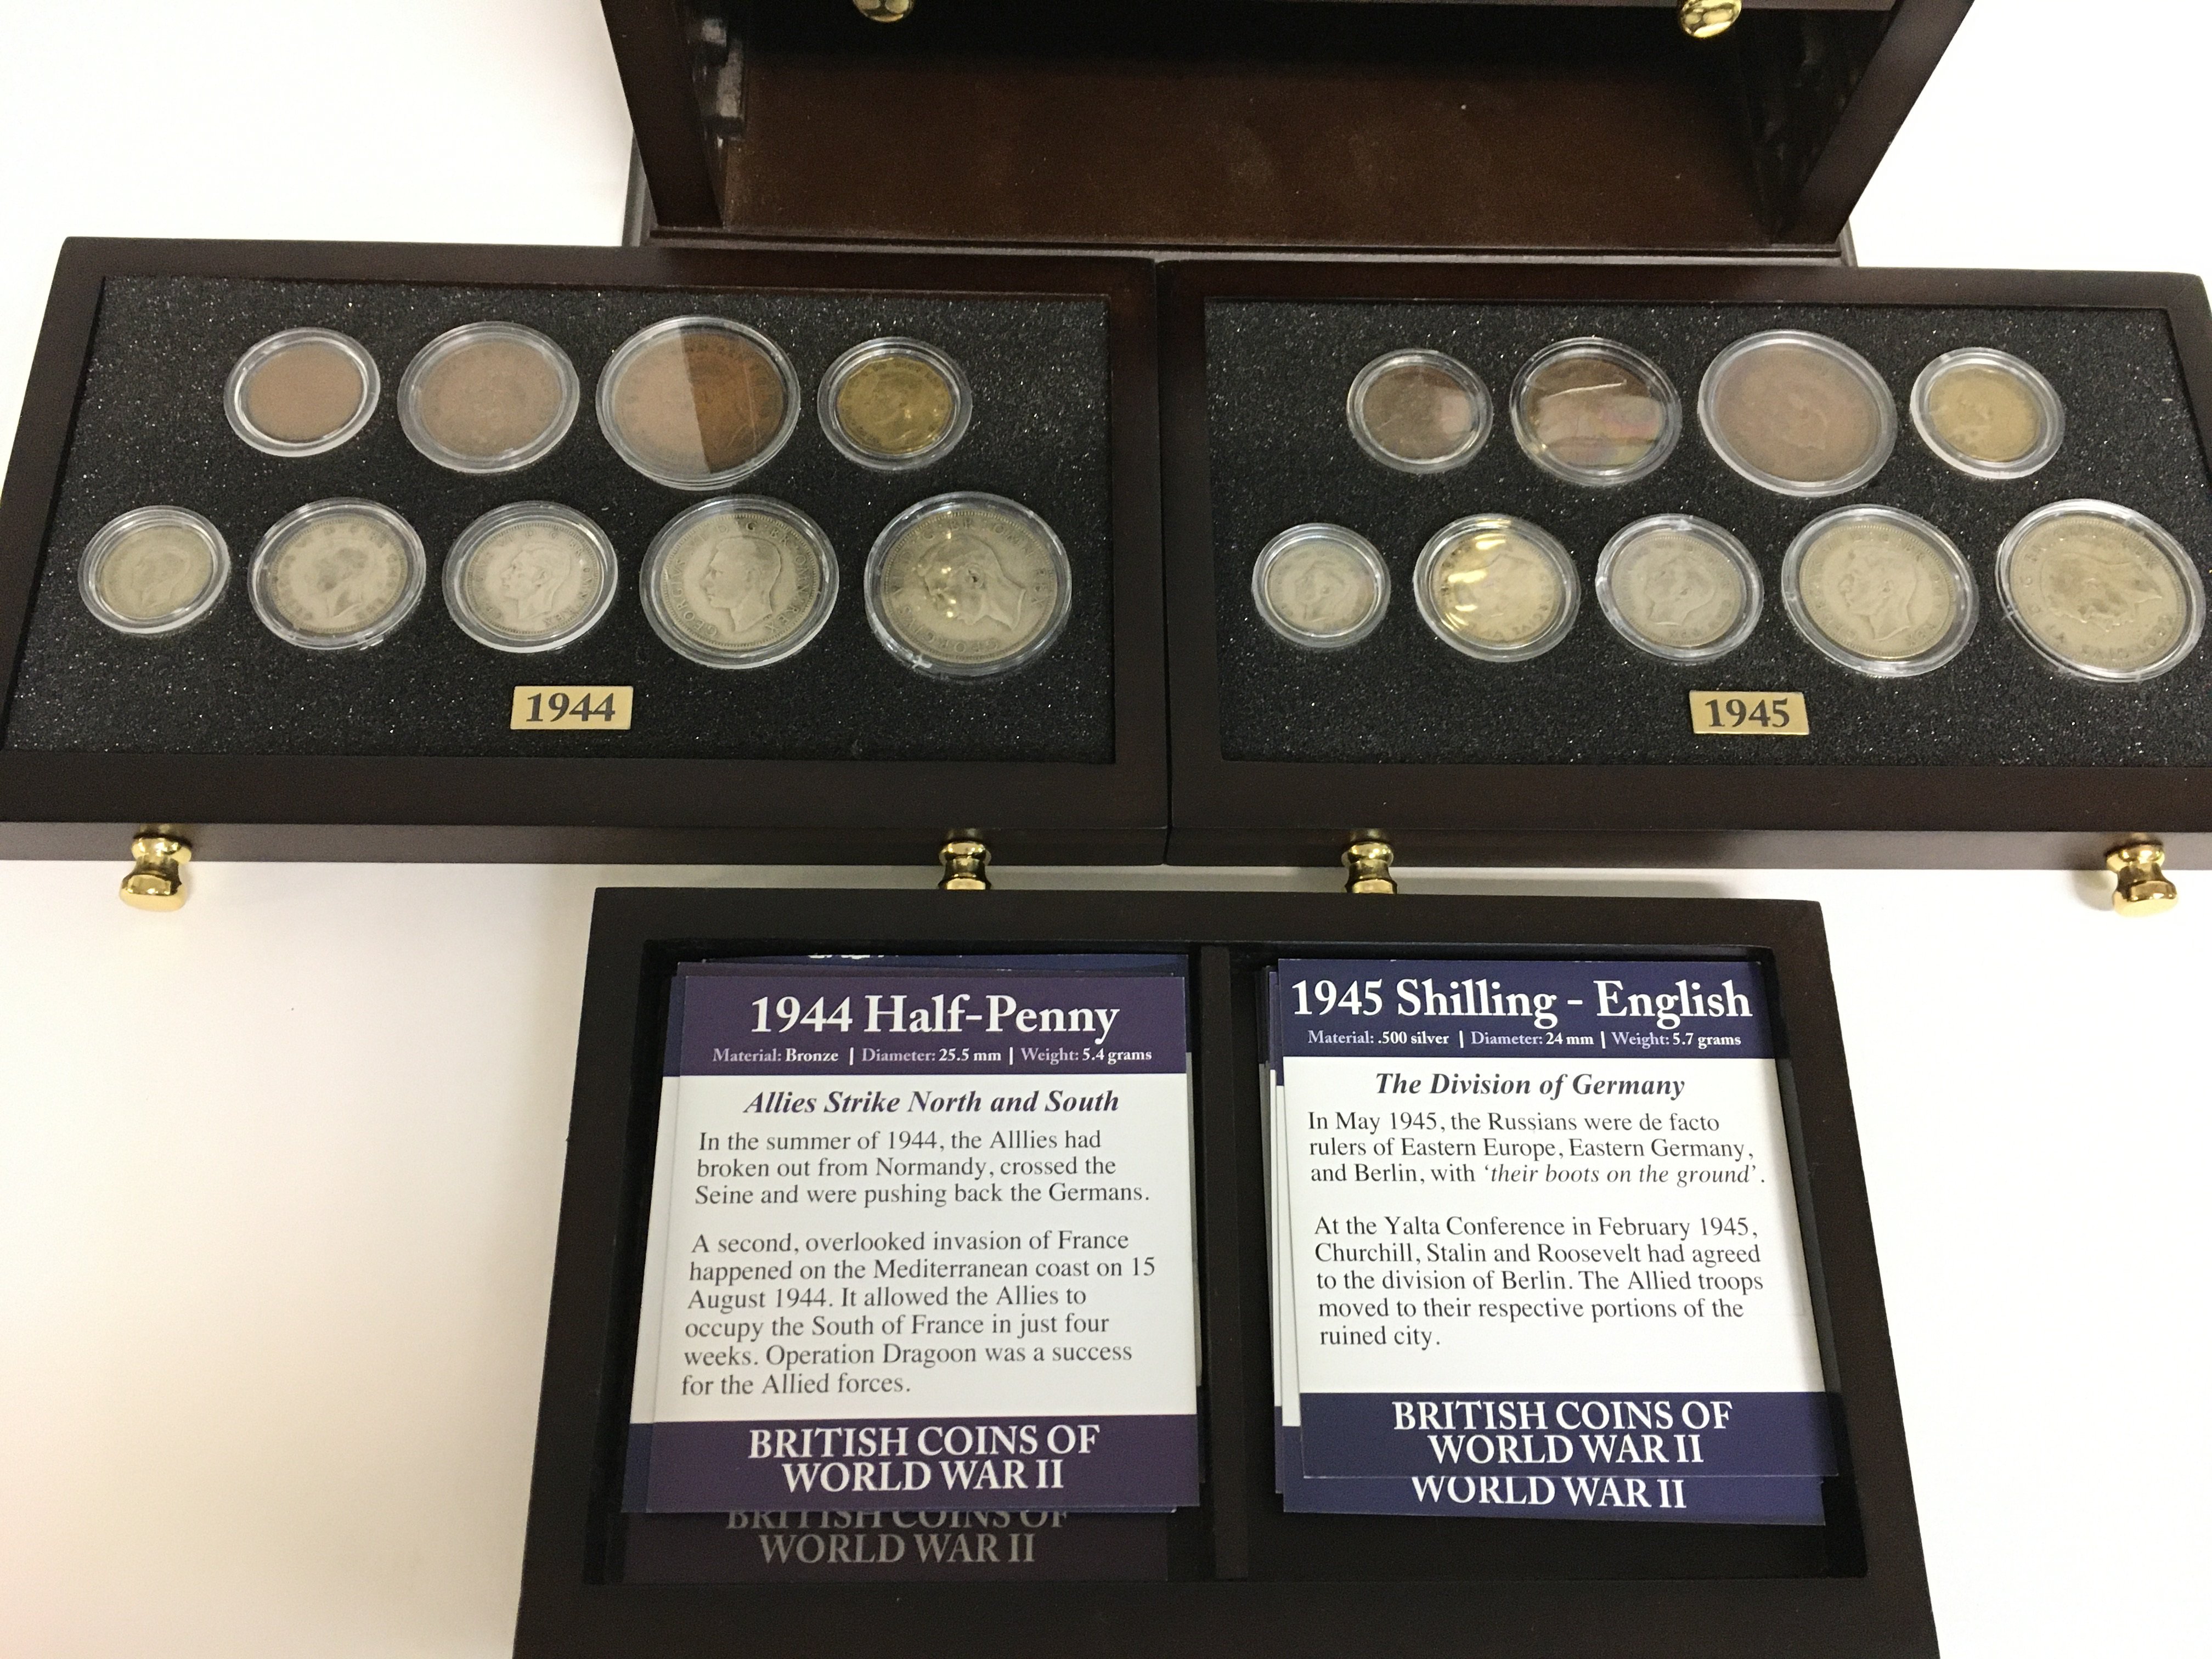 1944
1945
1944 Half-Penny
Material: Bronze | Diameter: 25.5 mm | Weight: 5.4 grams
Allies Strike North and South
In the summer of 1944, the Alllies had
broken out from Normandy, crossed the
Seine and were pushing back the Germans.
A second, overlooked invasion of France
happened on the Mediterranean coast on 15
August 1944. It allowed the Allies to
occupy the South of France in just four
weeks. Operation Dragoon was a success
for the Allied forces.
BRITISH COINS OF
WORLD WAR II
BRITISH COINS OF
WORLD WAR II
1945 Shilling - English
Material: .500 silver | Diameter: 24 mm | Weight: 5.7 grams
The Division of Germany
In May 1945, the Russians were de facto
rulers of Eastern Europe, Eastern Germany,
and Berlin, with ‘their boots on the ground’.
At the Yalta Conference in February 1945,
Churchill, Stalin and Roosevelt had agreed
to the division of Berlin. The Allied troops
moved to their respective portions of the
ruined city.
BRITISH COINS OF
WORLD WAR II
WORLD WAR II